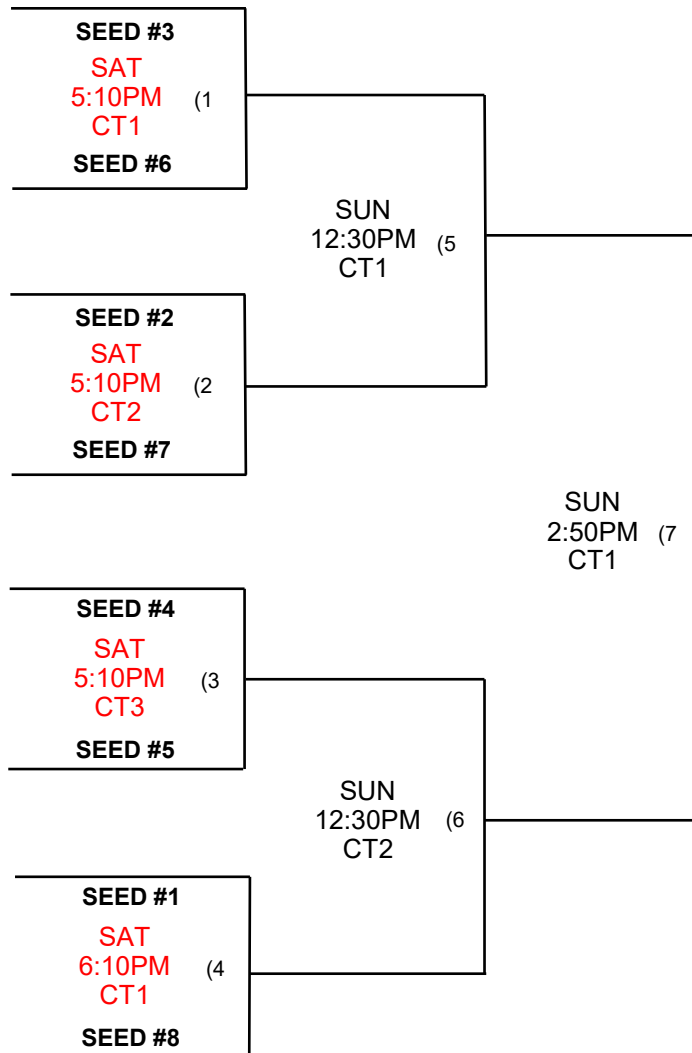 SEED #3
SAT
5:10PM (1
CT1
SEED #6
SUN
12:30PM (5
CT1
SEED #2
SAT
5:10PM (2
CT2
SEED #7
SUN
2:50PM (7
CT1
SEED #4
SAT
5:10PM (3
CT3
SEED #5
SUN
12:30PM (6
CT2
SEED #1
SAT
6:10PM (4
CT1
SEED #8